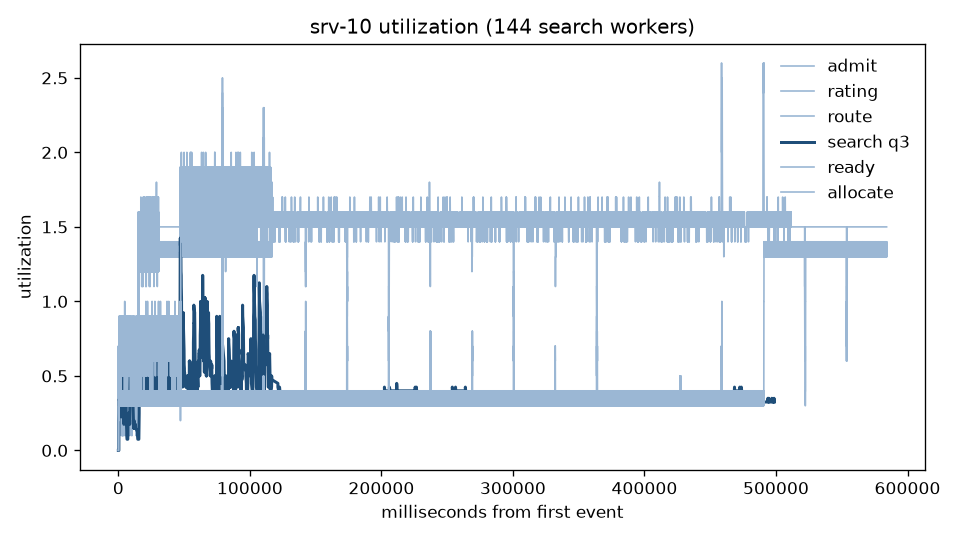 srv-10 utilization (144 search workers)
admit
rating
route
search q3
ready
allocate
utilization
2.5
2.0
1.5
1.0
0.5
0.0
0
100000
200000
300000
400000
500000
600000
milliseconds from first event